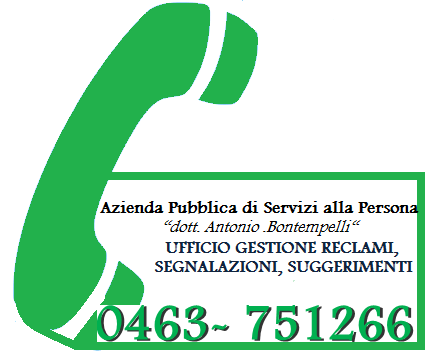 Azienda Pubblica di Servizi alla Persona
“dott. Antonio .Bontempelli“
UFFICIO GESTIONE RECLAMI,
SEGNALAZIONI, SUGGERIMENTI
0463- 751266